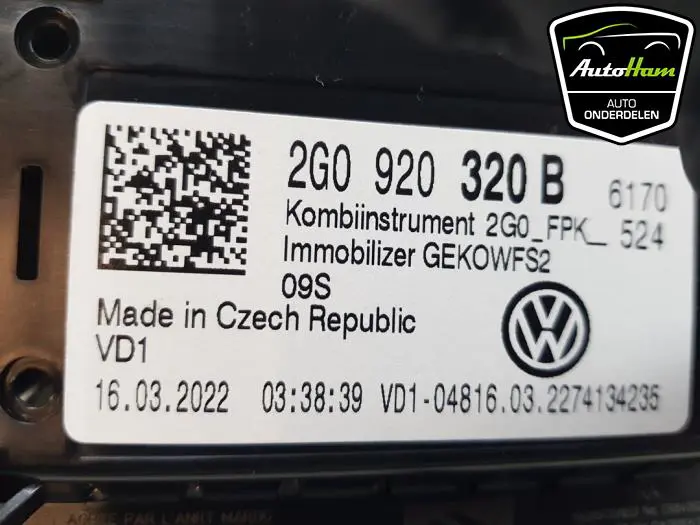 AutoHam
AUTO
ONDERDELEN
2G0 920 320 B 6170
Kombiinstrument 2G0_FPK_ 524
Immobilizer GEKOWFS2
09S
Made in Czech Republic
VD1
16.03.2022 03:38:39 VD1-04816.03.2274134235